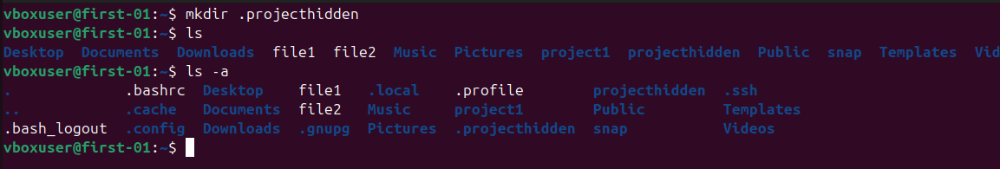 vboxuser@first-01:~$ mkdir .projecthidden
vboxuser@first-01:~$ ls
Desktop  Documents  Downloads  file1  file2  Music  Pictures  project1  projecthidden  Public  snap  Templates  Vid
vboxuser@first-01:~$ ls -a
.             .bashrc  Desktop    file1   .local    .profile        projecthidden  .ssh
..            .cache   Documents  file2   Music     project1        Public         Templates
.bash_logout  .config  Downloads  .gnupg  Pictures  .projecthidden  snap           Videos
vboxuser@first-01:~$